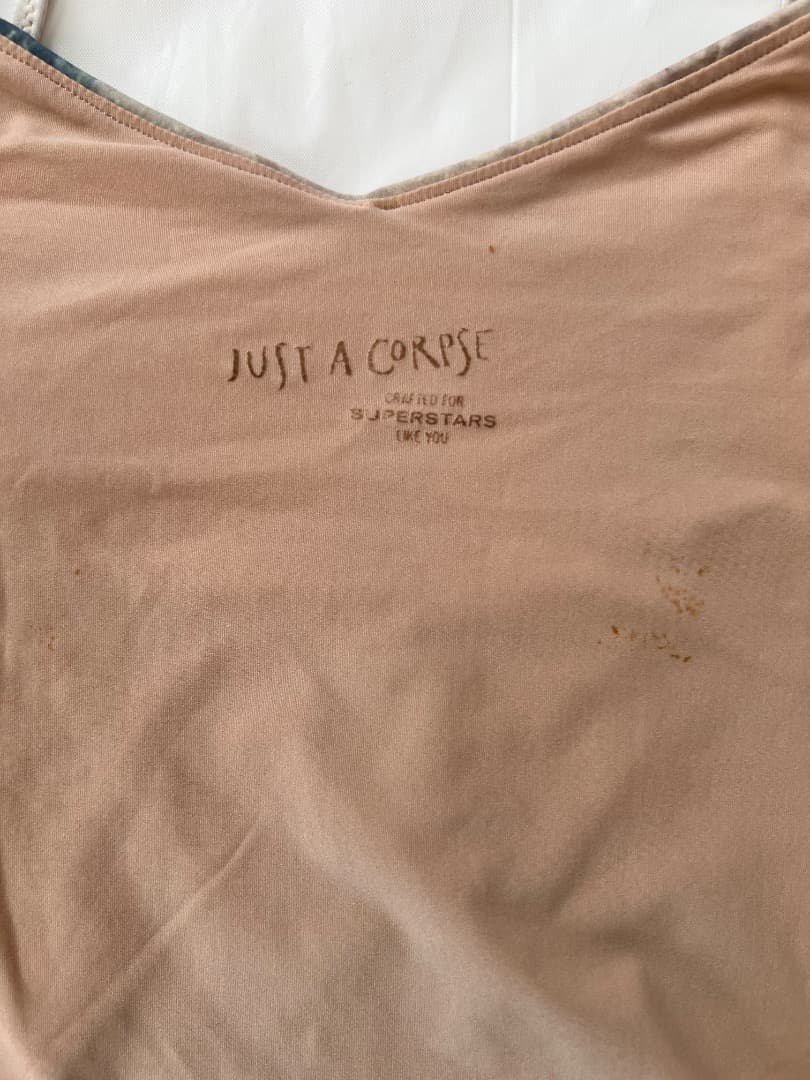 JUST A CORPSE
CRAFTED FOR
SUPERSTARS
LIKE YOU